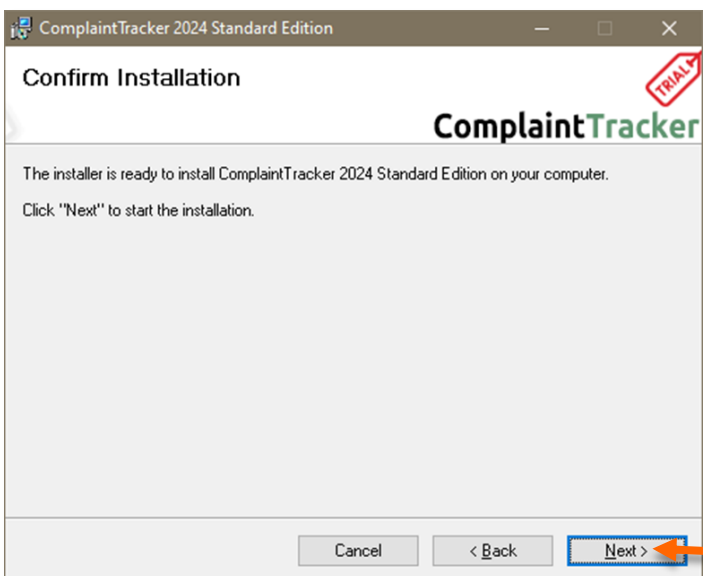 ComplaintTracker 2024 Standard Edition
Confirm Installation
TRIAL
ComplaintTracker
The installer is ready to install ComplaintTracker 2024 Standard Edition on your computer.
Click "Next" to start the installation.
Cancel
< Back
Next >